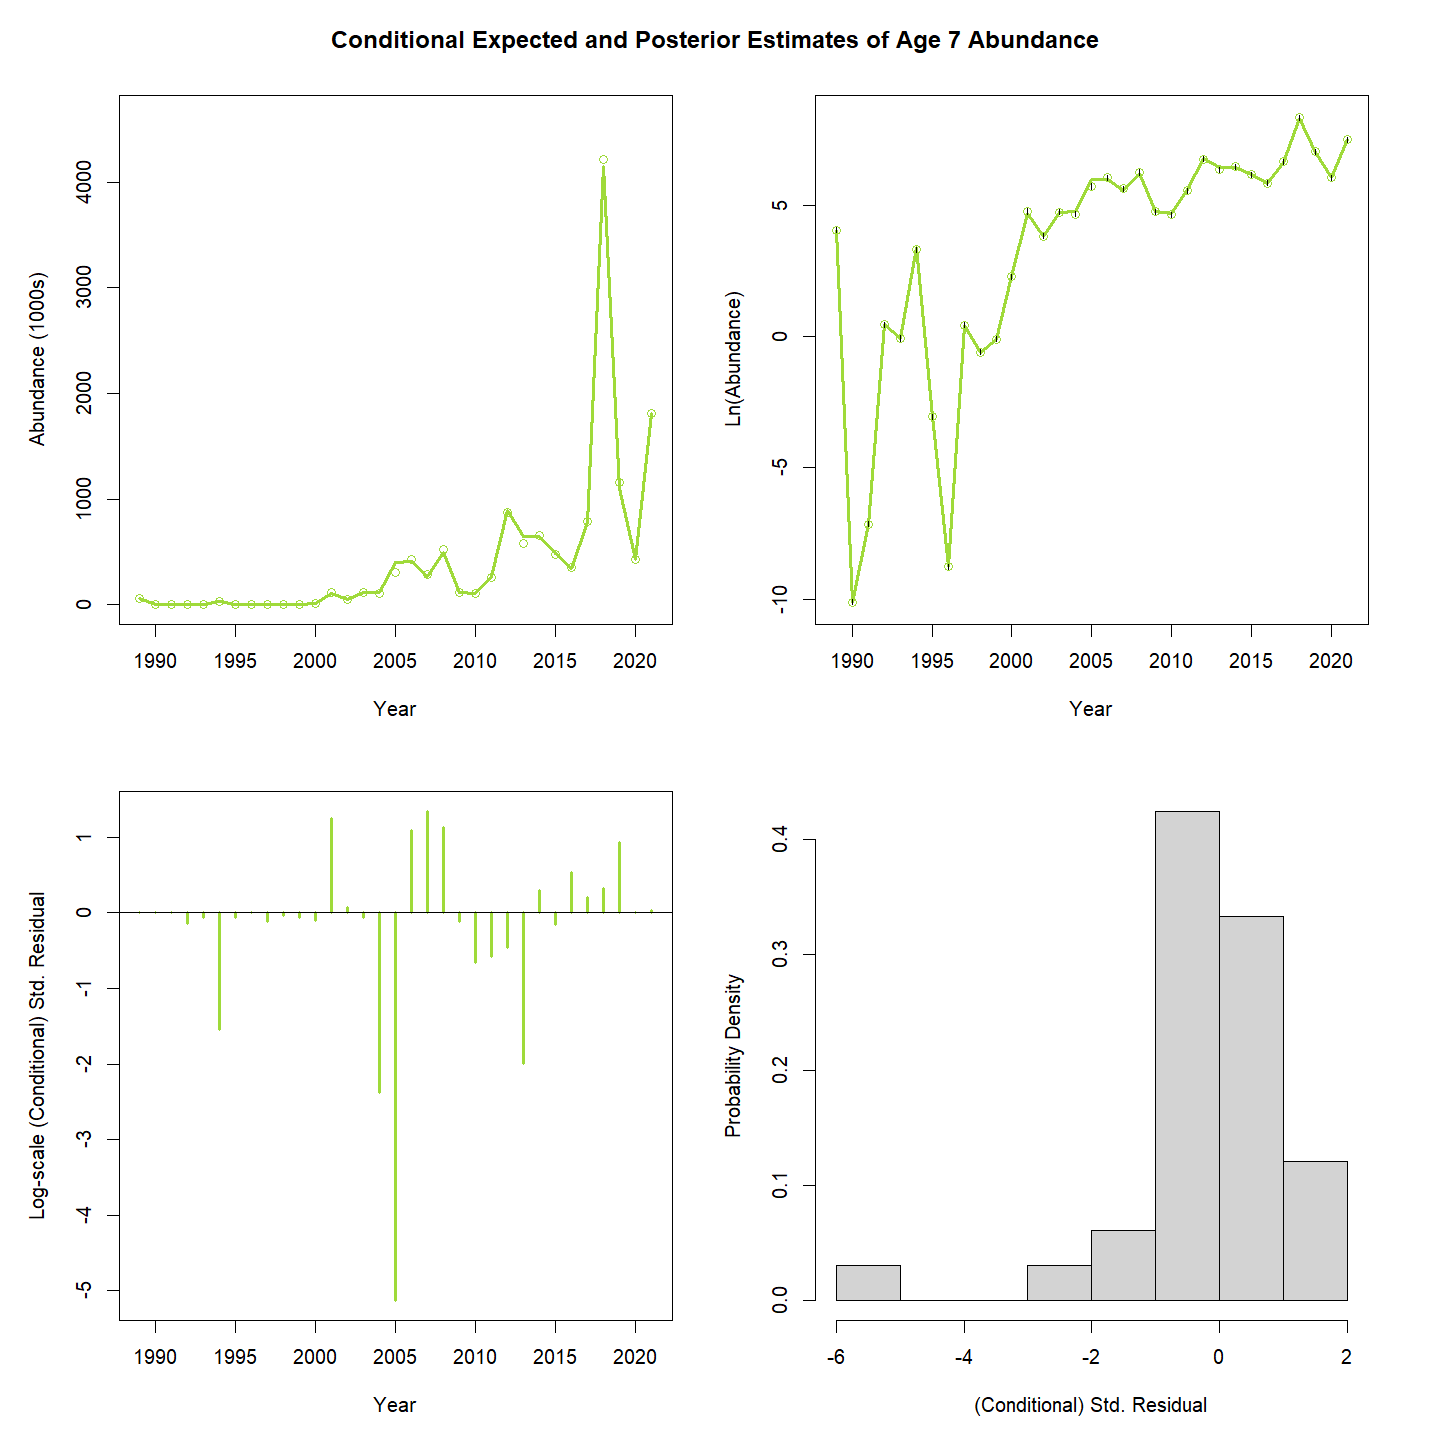 Conditional Expected and Posterior Estimates of Age 7 Abundance
Abundance (1000s)
4000
3000
2000
1000
0
1990 1995 2000 2005 2010 2015 2020
Year
Ln(Abundance)
5
0
-5
-10
1990 1995 2000 2005 2010 2015 2020
Year
Log-scale (Conditional) Std. Residual
1
0
-1
-2
-3
-4
-5
1990 1995 2000 2005 2010 2015 2020
Year
Probability Density
0.4
0.3
0.2
0.1
0.0
-6 -4 -2 0 2
(Conditional) Std. Residual